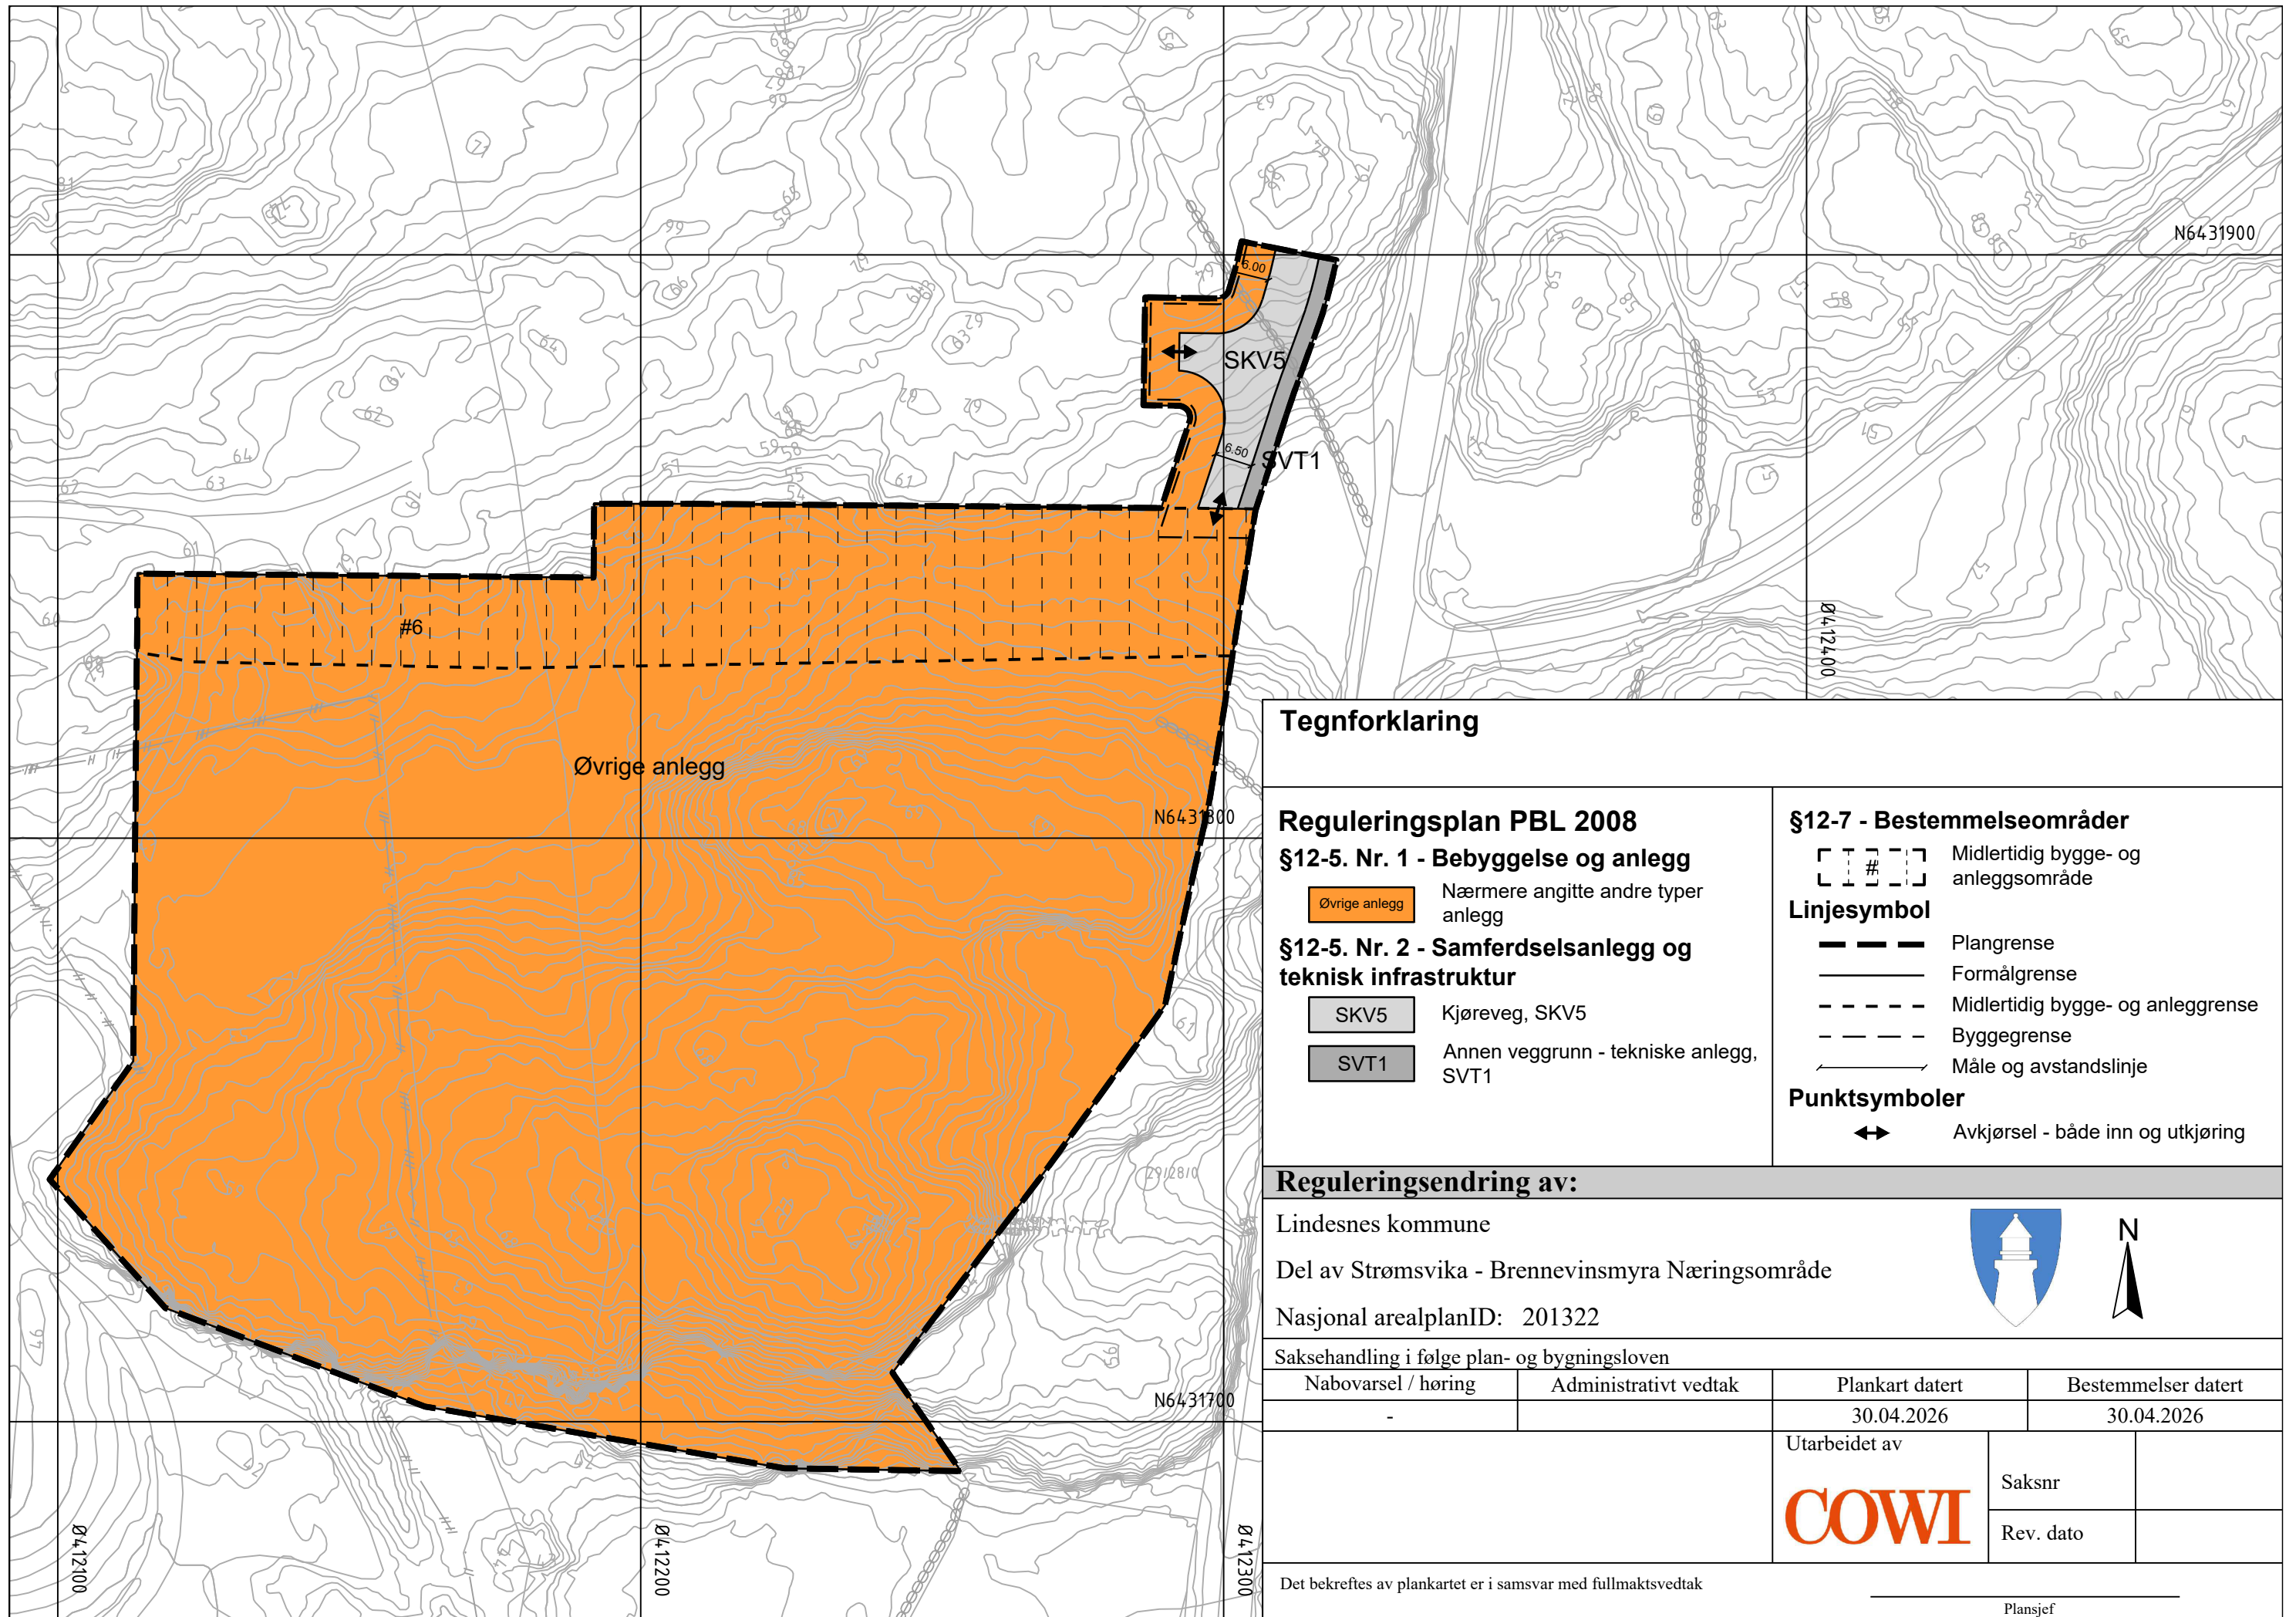 N6431900
6.00
SKV5
6.50
SVT1
#6
Øvrige anlegg
N6431800
N6431700
Ø412100
Ø412200
Ø412300
Ø412400
29/28/0
Tegnforklaring
Reguleringsplan PBL 2008
§12-5. Nr. 1 - Bebyggelse og anlegg
Øvrige anlegg
Nærmere angitte andre typer
anlegg
§12-5. Nr. 2 - Samferdselsanlegg og
teknisk infrastruktur
SKV5
Kjøreveg, SKV5
SVT1
Annen veggrunn - tekniske anlegg,
SVT1
§12-7 - Bestemmelseområder
#
Midlertidig bygge- og
anleggsområde
Linjesymbol
Plangrense
Formålgrense
Midlertidig bygge- og anleggrense
Byggegrense
Måle og avstandslinje
Punktsymboler
Avkjørsel - både inn og utkjøring
Reguleringsendring av:
Lindesnes kommune
Del av Strømsvika - Brennevinsmyra Næringsområde
Nasjonal arealplanID: 201322
N
Saksehandling i følge plan- og bygningsloven
Nabovarsel / høring
Administrativt vedtak
Plankart datert
Bestemmelser datert
-
30.04.2026
30.04.2026
Utarbeidet av
COWI
Saksnr
Rev. dato
Det bekreftes av plankartet er i samsvar med fullmaktsvedtak
Plansjef